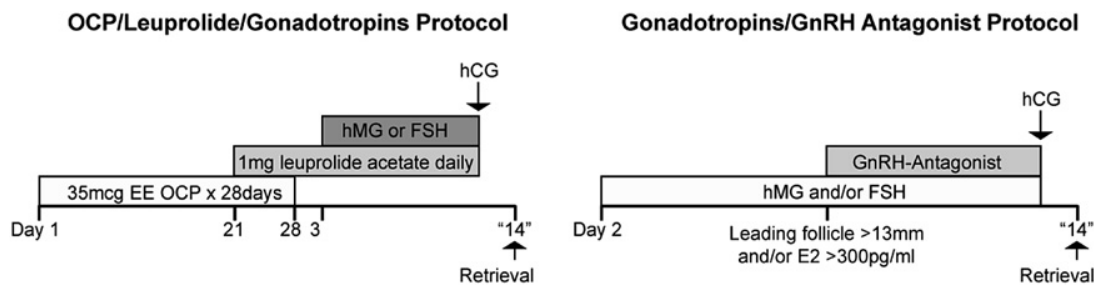 OCP/Leuprolide/Gonadotropins Protocol
hCG
hMG or FSH
1mg leuprolide acetate daily
35mcg EE OCP x 28days
Day 1
21
28
3
“14”
Retrieval
Gonadotropins/GnRH Antagonist Protocol
hCG
GnRH-Antagonist
hMG and/or FSH
Day 2
Leading follicle >13mm
and/or E2 >300pg/ml
“14”
Retrieval